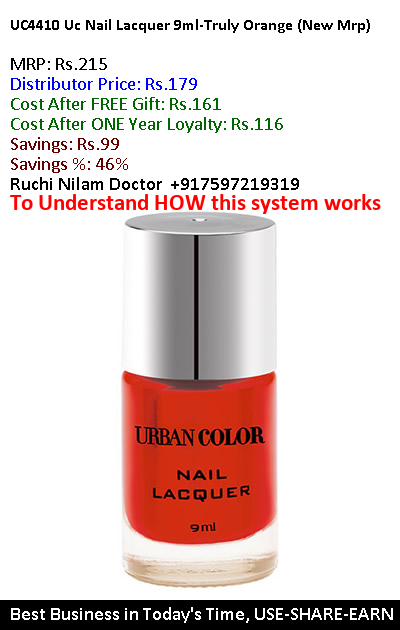 UC4410 Uc Nail Lacquer 9ml-Truly Orange (New Mrp)
MRP: Rs.215
Distributor Price: Rs.179
Cost After FREE Gift: Rs.161
Cost After ONE Year Loyalty: Rs.116
Savings: Rs.99
Savings %: 46%
Ruchi Nilam Doctor +917597219319
To Understand HOW this system works
URBAN COLOR
NAIL
LACQUER
9ml
Best Business in Today's Time, USE-SHARE-EARN